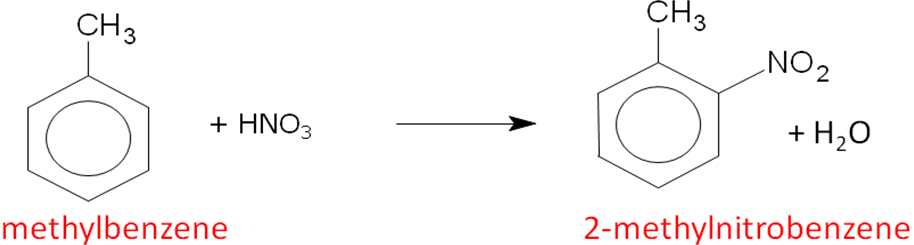 CH₃
+ HNO₃
CH₃
NO₂
+ H₂O
methylbenzene
2-methylnitrobenzene